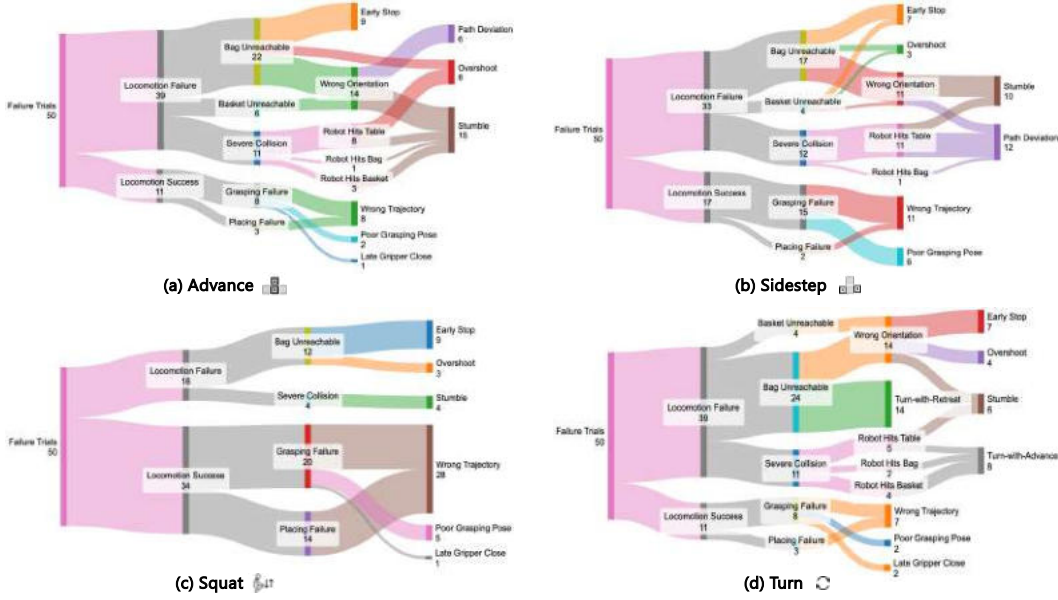 Early Stop
9
Path Deviation
6
Bag Unreachable
22
Overshoot
Wrong Orientation
14
Locomotion Failure
39
Failure Trials
50
Basket Unreachable
6
Stumble
15
Severe Collision
11
Robot Hits Table
8
Robot Hits Bag
1
Robot Hits Basket
3
Locomotion Success
11
Grasping Failure
8
Wrong Trajectory
8
Placing Failure
3
Poor Grasping Pose
2
Late Gripper Close
1
(a) Advance
Early Stop
7
Overshoot
3
Bag Unreachable
17
Wrong Orientation
11
Locomotion Failure
33
Basket Unreachable
4
Stumble
10
Failure Trials
50
Severe Collision
12
Robot Hits Table
11
Path Deviation
12
Robot Hits Bag
1
Locomotion Success
17
Grasping Failure
15
Wrong Trajectory
11
Placing Failure
2
Poor Grasping Pose
6
(b) Sidestep
Early Stop
9
Bag Unreachable
12
Overshoot
3
Locomotion Failure
16
Severe Collision
4
Stumble
4
Failure Trials
50
Grasping Failure
20
Wrong Trajectory
28
Locomotion Success
34
Placing Failure
14
Poor Grasping Pose
5
Late Gripper Close
1
(c) Squat
Basket Unreachable
4
Wrong Orientation
14
Early Stop
7
Overshoot
4
Bag Unreachable
24
Turn-with-Retreat
14
Stumble
6
Locomotion Failure
39
Failure Trials
50
Robot Hits Table
5
Severe Collision
11
Robot Hits Bag
2
Turn-with-Advance
8
Robot Hits Basket
4
Locomotion Success
11
Grasping Failure
8
Wrong Trajectory
7
Placing Failure
3
Poor Grasping Pose
2
Late Gripper Close
2
(d) Turn